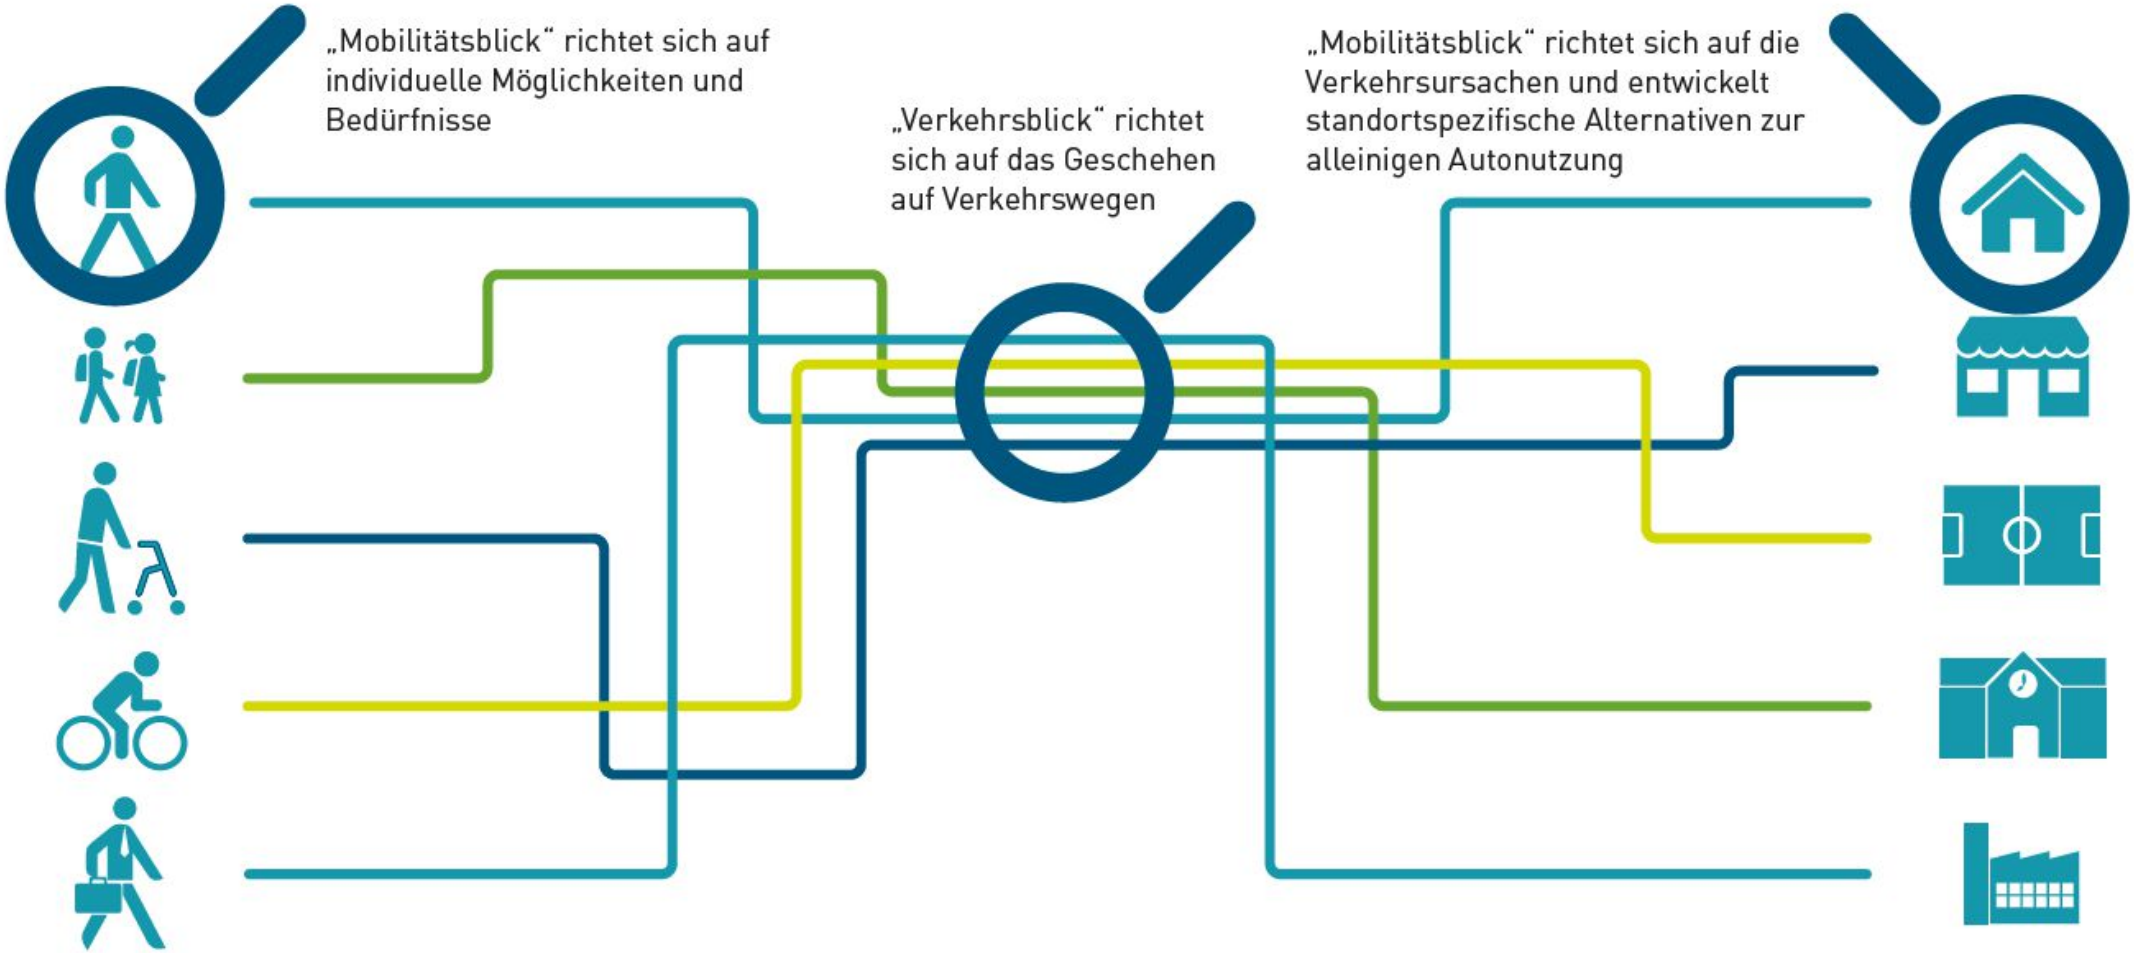 „Mobilitätsblick“ richtet sich auf
individuelle Möglichkeiten und
Bedürfnisse
„Verkehrsblick“ richtet
sich auf das Geschehen
auf Verkehrswegen
„Mobilitätsblick“ richtet sich auf die
Verkehrsursachen und entwickelt
standortspezifische Alternativen zur
alleinigen Autonutzung